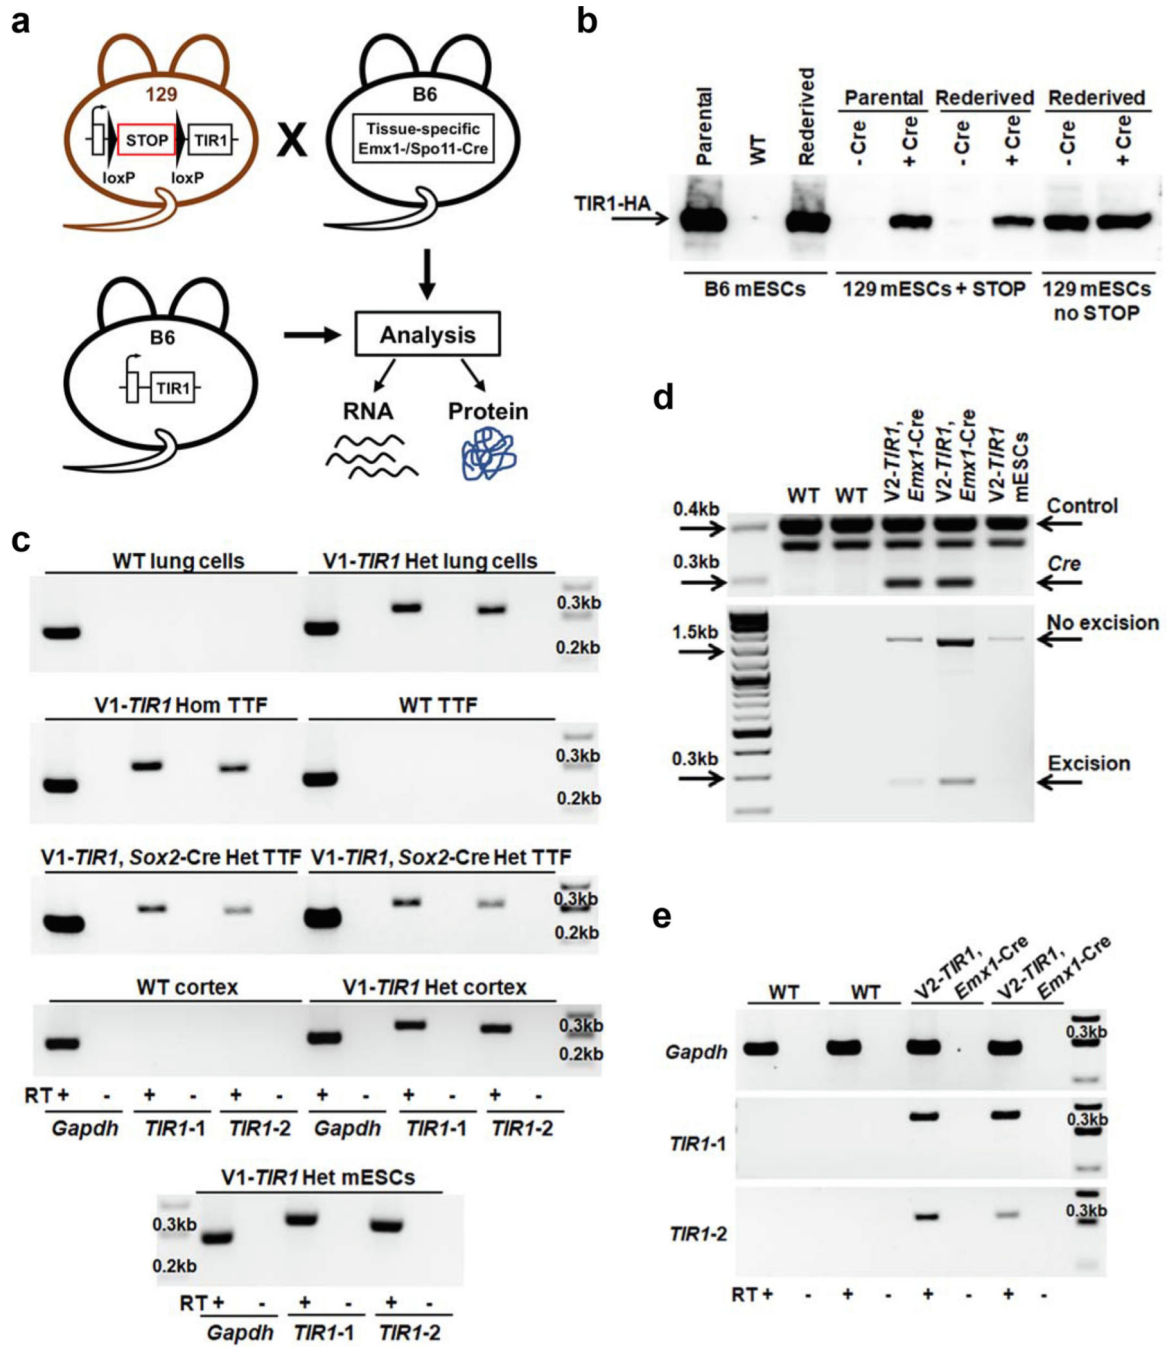 a
129
STOP
TIR1
loxP
loxP
X
B6
Tissue-specific
Emx1-/Spo11-Cre
B6
TIR1
Analysis
RNA
Protein
b
Parental
WT
Rederived
Parental
Rederived
Rederived
- Cre
+ Cre
- Cre
+ Cre
- Cre
+ Cre
TIR1-HA
B6 mESCs
129 mESCs + STOP
129 mESCs
no STOP
c
WT lung cells
V1-TIR1 Het lung cells
0.3kb
0.2kb
V1-TIR1 Hom TTF
WT TTF
0.3kb
0.2kb
V1-TIR1, Sox2-Cre Het TTF
V1-TIR1, Sox2-Cre Het TTF
0.3kb
0.2kb
WT cortex
V1-TIR1 Het cortex
0.3kb
0.2kb
RT + - + - + - + - + - + -
Gapdh TIR1-1 TIR1-2 Gapdh TIR1-1 TIR1-2
V1-TIR1 Het mESCs
0.3kb
0.2kb
RT + - + - + -
Gapdh TIR1-1 TIR1-2
d
WT
WT
V2-TIR1,
Emx1-Cre
V2-TIR1,
Emx1-Cre
V2-TIR1
mESCs
0.4kb
Control
0.3kb
Cre
No excision
1.5kb
0.3kb
Excision
e
WT
WT
V2-TIR1,
Emx1-Cre
V2-TIR1,
Emx1-Cre
Gapdh
0.3kb
TIR1-1
0.3kb
TIR1-2
0.3kb
RT + - + - + - + -